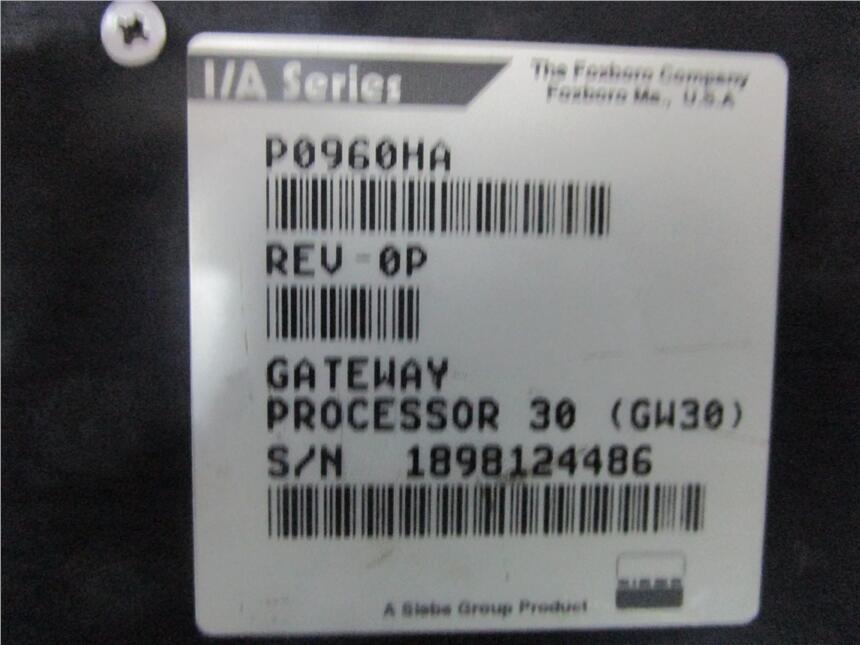 I/A Series
The Foxboro Company
Foxboro Ma., U.S.A
P0960HA
REV-0P
GATEWAY
PROCESSOR 30 (GW30)
S/N 1898124486
A Siebe Group Product